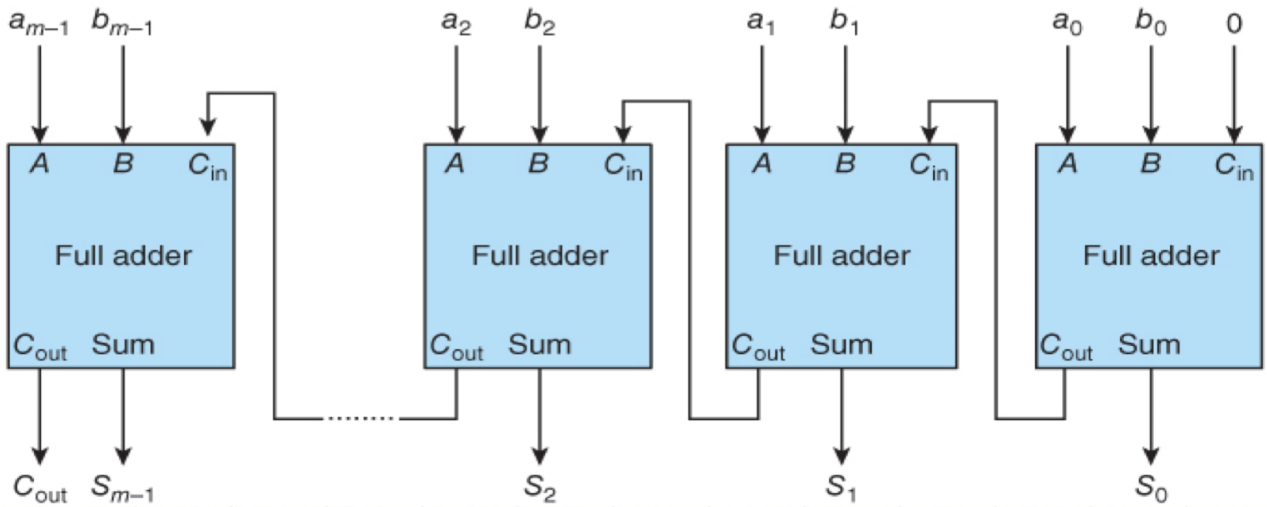 a_{m–1} b_{m–1} a_2 b_2 a_1 b_1 a_0 b_0 0
A B C_in A B C_in A B C_in A B C_in
Full adder Full adder Full adder Full adder
C_out Sum C_out Sum C_out Sum C_out Sum
C_out S_{m–1} S_2 S_1 S_0